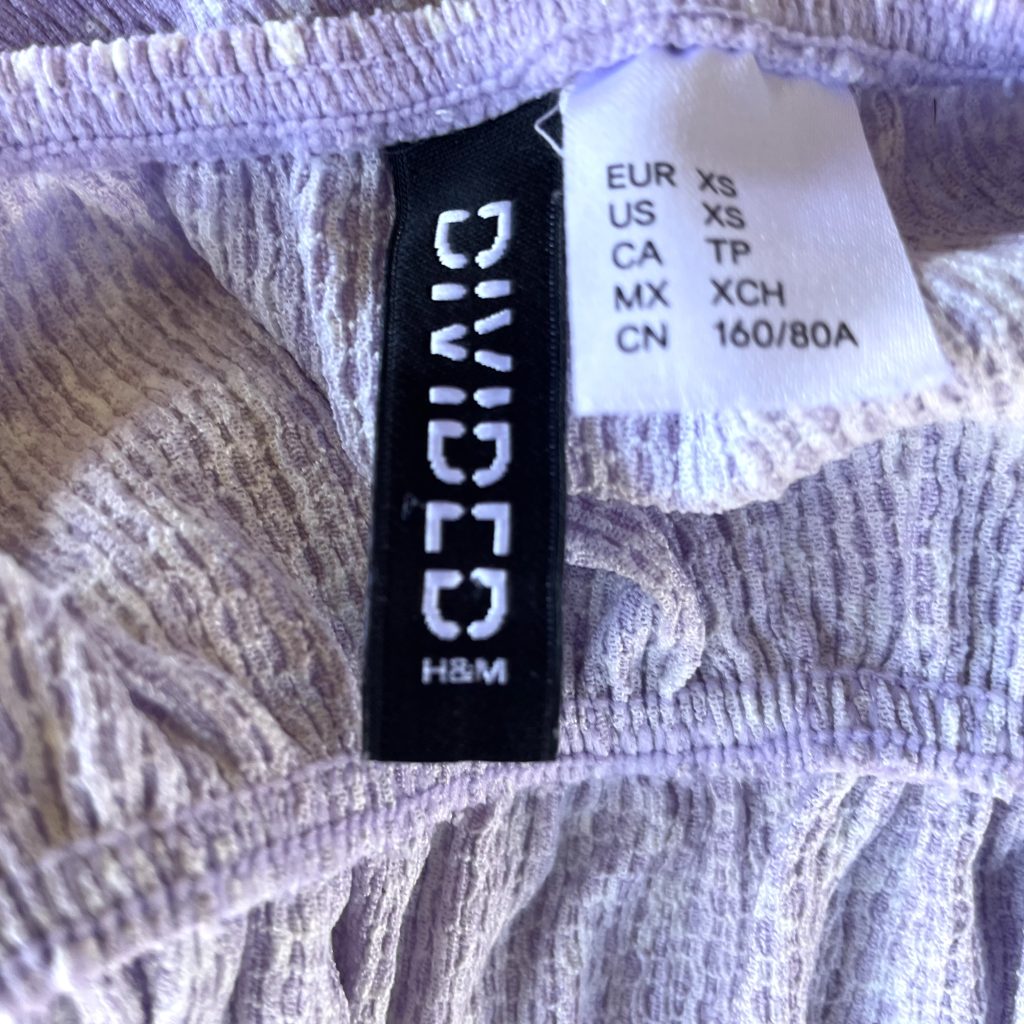 DIVIDED
H&M
EUR XS
US XS
CA TP
MX XCH
CN 160/80A